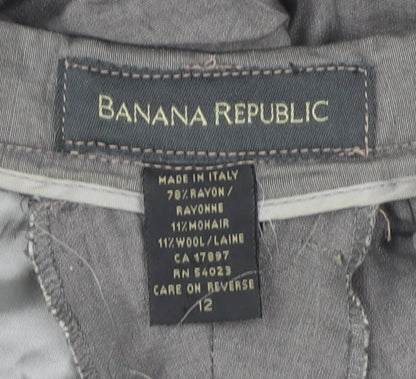 BANANA REPUBLIC
MADE IN ITALY
78% RAYON /
RAYONNE
11% MOHAIR
11% WOOL/LAINE
CA 17897
RN 54023
CARE ON REVERSE
12